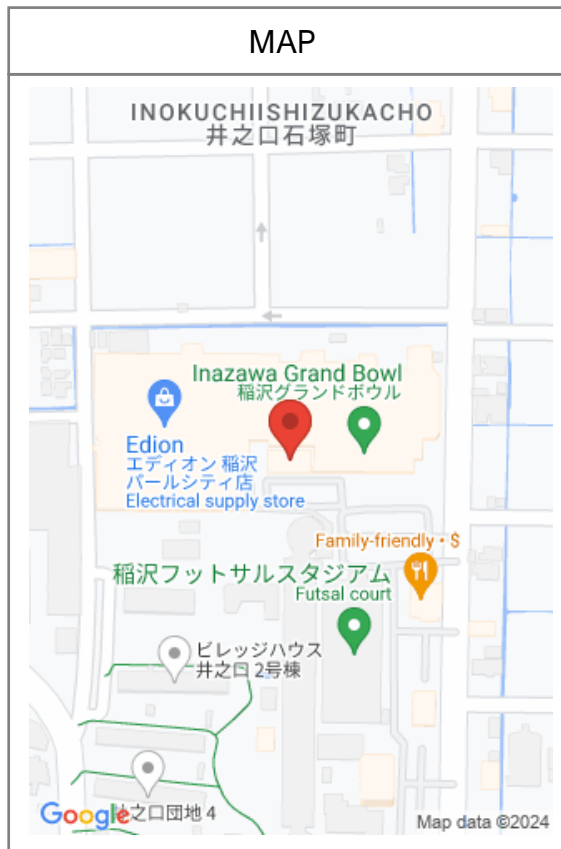 MAP
INOKUCHIISHIZUKACHO
井之口石塚町
Inazawa Grand Bowl
稲沢グランドボウル
Edion
エディオン 稲沢
パールシティ店
Electrical supply store
Family-friendly • $
稲沢フットサルスタジアム
Futsal court
ビレッジハウス
井之口 2号棟
井之口団地 4
Google
Map data ©2024